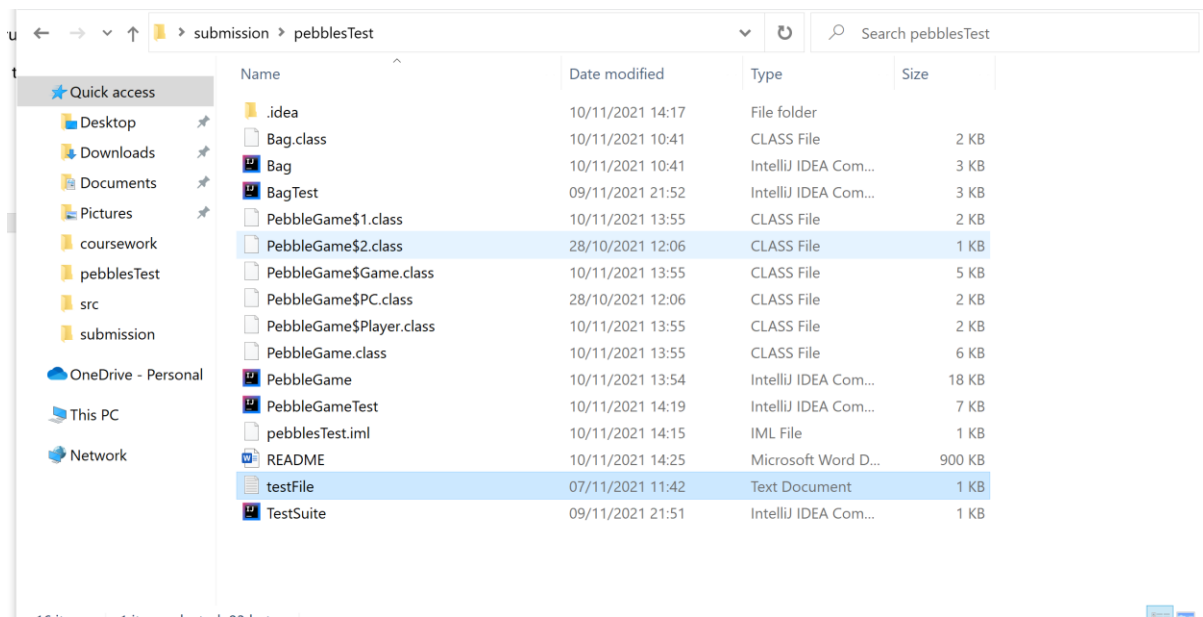 submission > pebblesTest
Search pebblesTest
Name Date modified Type Size
Quick access
Desktop
Downloads
Documents
Pictures
coursework
pebblesTest
src
submission
OneDrive - Personal
This PC
Network
.idea 10/11/2021 14:17 File folder
Bag.class 10/11/2021 10:41 CLASS File 2 KB
Bag 10/11/2021 10:41 IntelliJ IDEA Com... 3 KB
BagTest 09/11/2021 21:52 IntelliJ IDEA Com... 3 KB
PebbleGame$1.class 10/11/2021 13:55 CLASS File 2 KB
PebbleGame$2.class 28/10/2021 12:06 CLASS File 1 KB
PebbleGame$Game.class 10/11/2021 13:55 CLASS File 5 KB
PebbleGame$PC.class 28/10/2021 12:06 CLASS File 2 KB
PebbleGame$Player.class 10/11/2021 13:55 CLASS File 2 KB
PebbleGame.class 10/11/2021 13:55 CLASS File 6 KB
PebbleGame 10/11/2021 13:54 IntelliJ IDEA Com... 18 KB
PebbleGameTest 10/11/2021 14:19 IntelliJ IDEA Com... 7 KB
pebblesTest.iml 10/11/2021 14:15 IML File 1 KB
README 10/11/2021 14:25 Microsoft Word D... 900 KB
testFile 07/11/2021 11:42 Text Document 1 KB
TestSuite 09/11/2021 21:51 IntelliJ IDEA Com... 1 KB